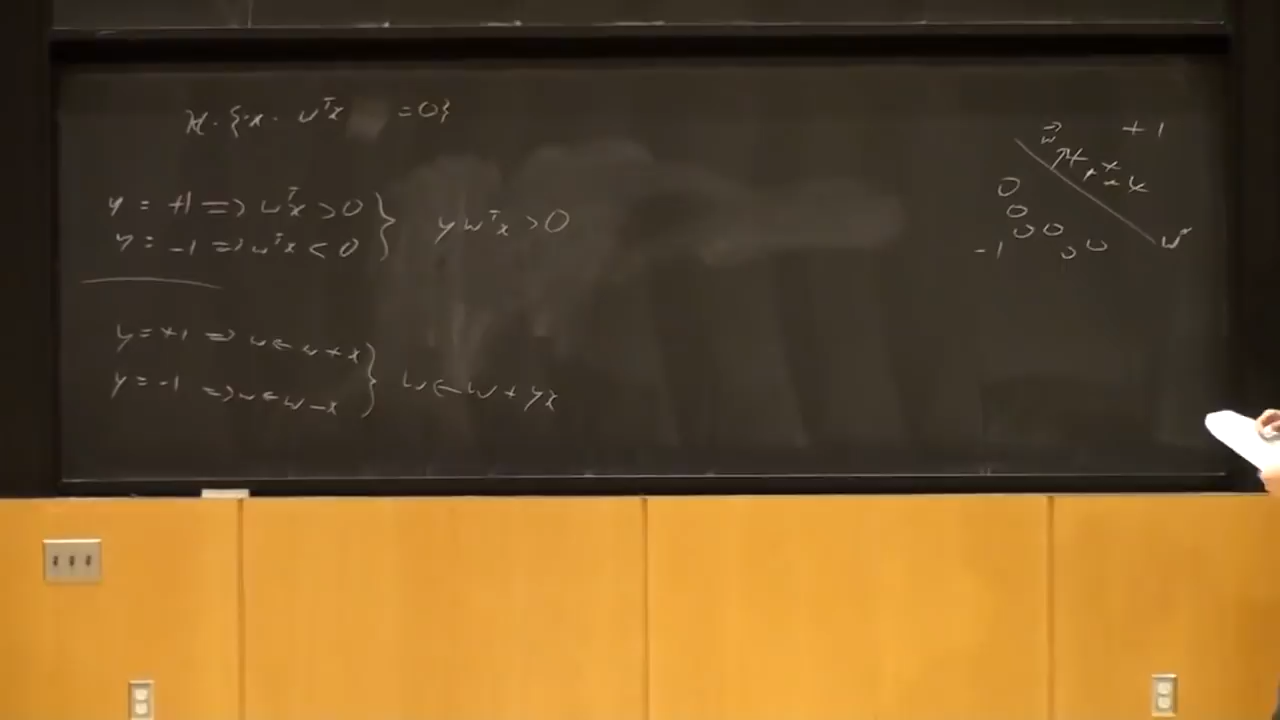 H = {x : wᵀx = 0}
y = +1 => wᵀx > 0 } y wᵀx > 0
y = -1 => wᵀx < 0
y = +1 => w ← w + x } w ← w + yx
y = -1 => w ← w - x
w⃗ +1
-1 w*